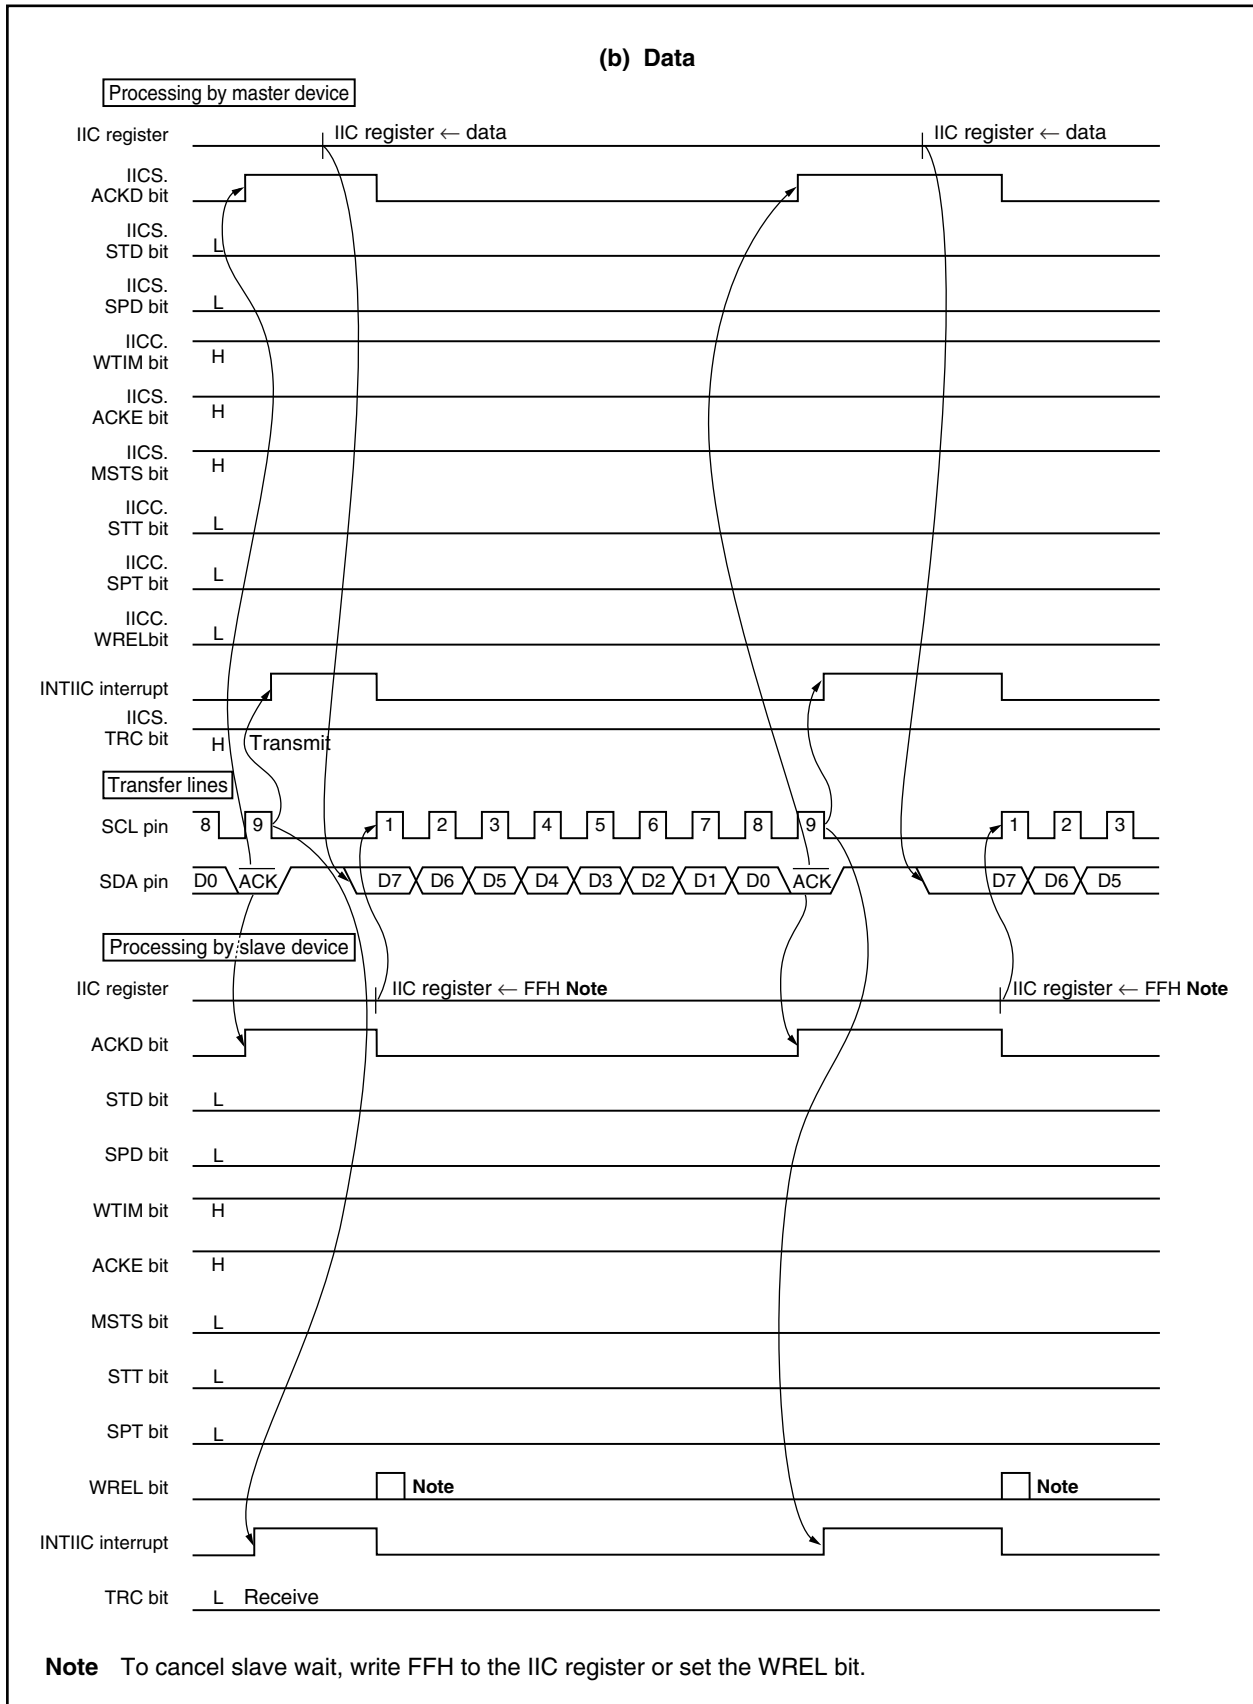 (b) Data
Processing by master device
IIC register
IIC register ← data
IIC register ← data
IICS.
ACKD bit
IICS.
STD bit
L
IICS.
SPD bit
L
IICC.
WTIM bit
H
IICS.
ACKE bit
H
IICS.
MSTS bit
H
IICC.
STT bit
L
IICC.
SPT bit
L
IICC.
WRELbit
L
INTIIC interrupt
IICS.
TRC bit
H Transmit
Transfer lines
SCL pin 8 9 1 2 3 4 5 6 7 8 9 1 2 3
SDA pin D0 ACK D7 D6 D5 D4 D3 D2 D1 D0 ACK D7 D6 D5
Processing by slave device
IIC register
IIC register ← FFH Note
IIC register ← FFH Note
ACKD bit
STD bit L
SPD bit L
WTIM bit H
ACKE bit H
MSTS bit L
STT bit L
SPT bit L
WREL bit Note Note
INTIIC interrupt
TRC bit L Receive
Note To cancel slave wait, write FFH to the IIC register or set the WREL bit.